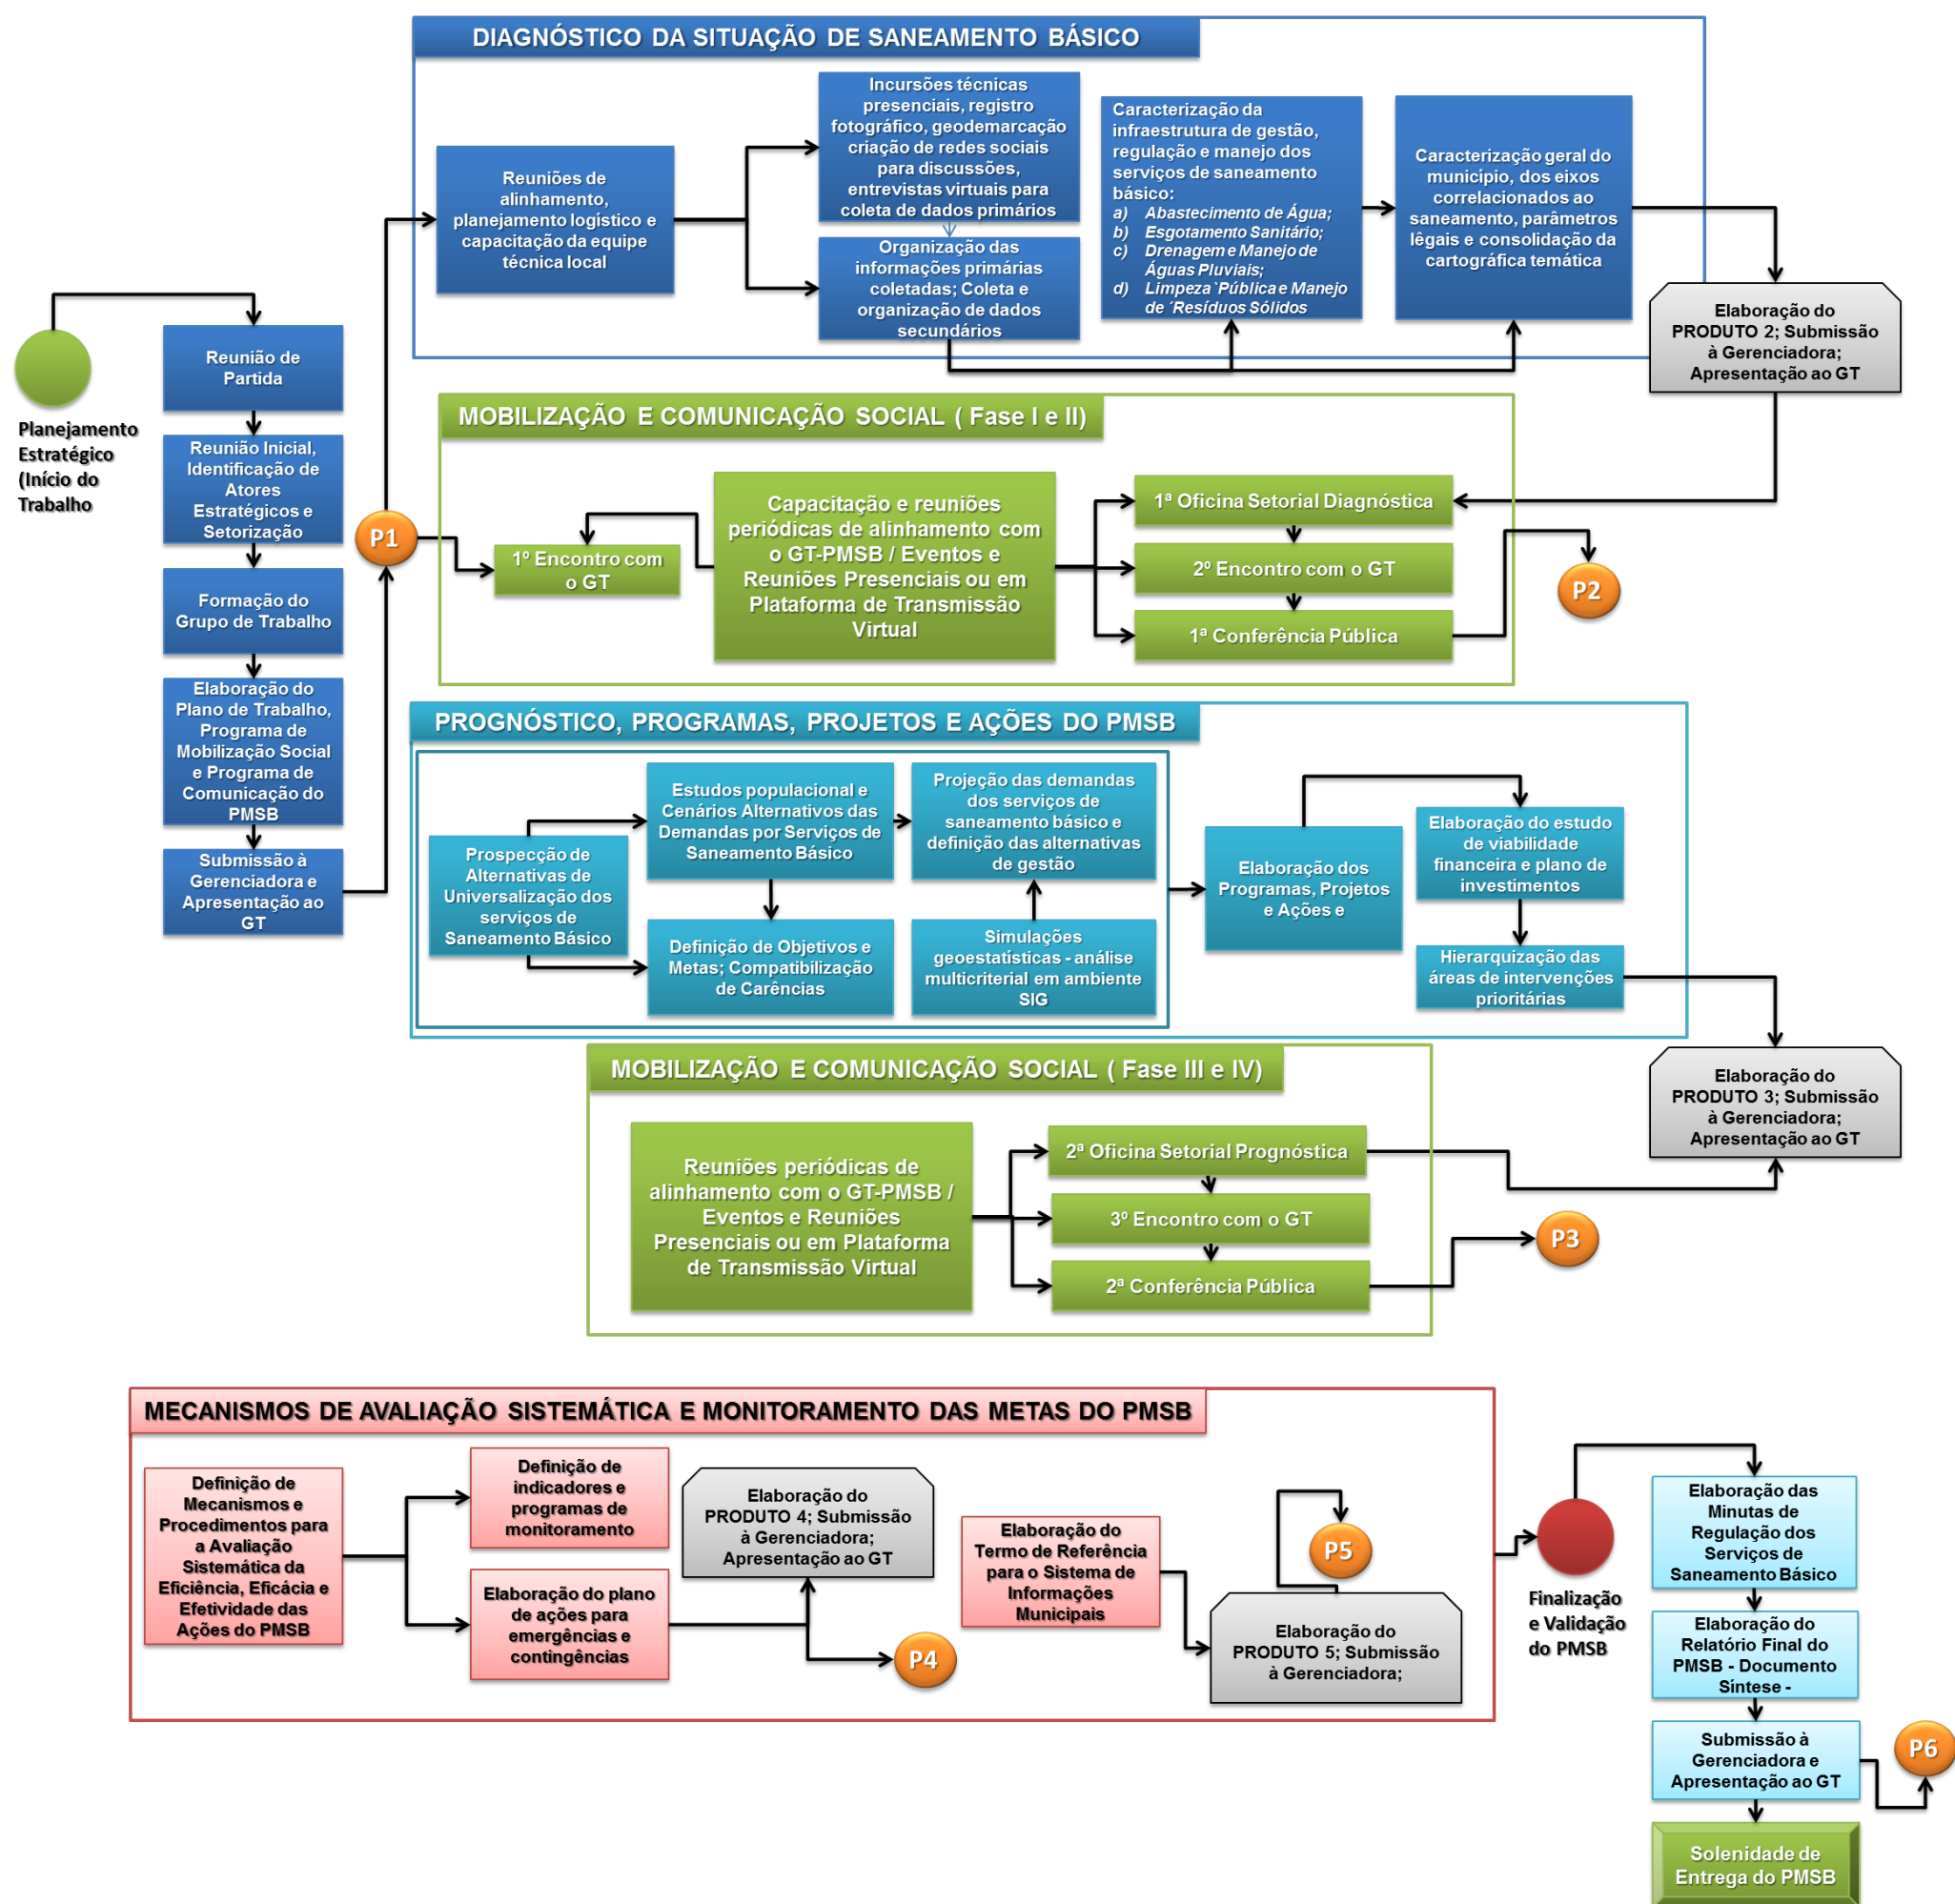 DIAGNÓSTICO DA SITUAÇÃO DE SANEAMENTO BÁSICO
Reuniões de
alinhamento,
planejamento logístico e
capacitação da equipe
técnica local
Incursões técnicas
presenciais, registro
fotográfico, geodemarcação
criação de redes sociais
para discussões,
entrevistas virtuais para
coleta de dados primários
Organização das
informações primárias
coletadas; Coleta e
organização de dados
secundários
Caracterização da
infraestrutura de gestão,
regulação e manejo dos
serviços de saneamento
básico:
a) Abastecimento de Água;
b) Esgotamento Sanitário;
c) Drenagem e Manejo de
Águas Pluviais;
d) Limpeza `Pública e Manejo
de ´Resíduos Sólidos
Caracterização geral do
município, dos eixos
correlacionados ao
saneamento, parâmetros
lêgais e consolidação da
cartográfica temática
Elaboração do
PRODUTO 2; Submissão
à Gerenciadora;
Apresentação ao GT
Planejamento
Estratégico
(Início do
Trabalho
Reunião de
Partida
Reunião Inicial,
Identificação de
Atores
Estratégicos e
Setorização
Formação do
Grupo de Trabalho
Elaboração do
Plano de Trabalho,
Programa de
Mobilização Social
e Programa de
Comunicação do
PMSB
Submissão à
Gerenciadora e
Apresentação ao
GT
P1
MOBILIZAÇÃO E COMUNICAÇÃO SOCIAL ( Fase I e II)
1º Encontro com
o GT
Capacitação e reuniões
periódicas de alinhamento com
o GT-PMSB / Eventos e
Reuniões Presenciais ou em
Plataforma de Transmissão
Virtual
1ª Oficina Setorial Diagnóstica
2º Encontro com o GT
1ª Conferência Pública
P2
PROGNÓSTICO, PROGRAMAS, PROJETOS E AÇÕES DO PMSB
Prospecção de
Alternativas de
Universalização dos
serviços de
Saneamento Básico
Estudos populacional e
Cenários Alternativos das
Demandas por Serviços de
Saneamento Básico
Definição de Objetivos e
Metas; Compatibilização
de Carências
Projeção das demandas
dos serviços de
saneamento básico e
definição das alternativas
de gestão
Simulações
geoestatísticas - análise
multicriterial em ambiente
SIG
Elaboração dos
Programas, Projetos
e Ações e
Elaboração do estudo
de viabilidade
financeira e plano de
investimentos
Hierarquização das
áreas de intervenções
prioritárias
Elaboração do
PRODUTO 3; Submissão
à Gerenciadora;
Apresentação ao GT
MOBILIZAÇÃO E COMUNICAÇÃO SOCIAL ( Fase III e IV)
Reuniões periódicas de
alinhamento com o GT-PMSB /
Eventos e Reuniões
Presenciais ou em Plataforma
de Transmissão Virtual
2ª Oficina Setorial Prognóstica
3º Encontro com o GT
2ª Conferência Pública
P3
MECANISMOS DE AVALIAÇÃO SISTEMÁTICA E MONITORAMENTO DAS METAS DO PMSB
Definição de
Mecanismos e
Procedimentos para
a Avaliação
Sistemática da
Eficiência, Eficácia e
Efetividade das
Ações do PMSB
Definição de
indicadores e
programas de
monitoramento
Elaboração do plano
de ações para
emergências e
contingências
Elaboração do
PRODUTO 4; Submissão
à Gerenciadora;
Apresentação ao GT
P4
Elaboração do
Termo de Referência
para o Sistema de
Informações
Municipais
P5
Elaboração do
PRODUTO 5; Submissão
à Gerenciadora;
Finalização
e Validação
do PMSB
Elaboração das
Minutas de
Regulação dos
Serviços de
Saneamento Básico
Elaboração do
Relatório Final do
PMSB - Documento
Síntese -
Submissão à
Gerenciadora e
Apresentação ao GT
P6
Solenidade de
Entrega do PMSB